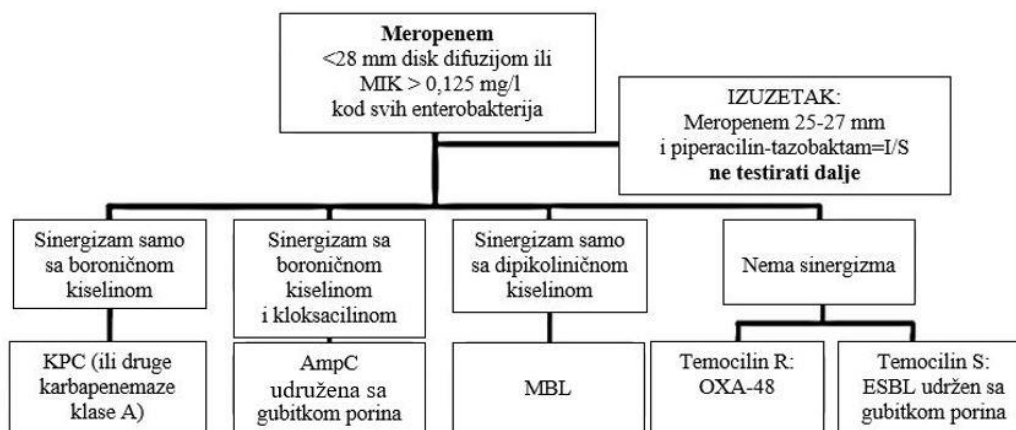 Meropenem
<28 mm disk difuzijom ili
MIK > 0,125 mg/l
kod svih enterobakterija
IZUZETAK:
Meropenem 25-27 mm
i piperacilin-tazobaktam=I/S
ne testirati dalje
Sinergizam samo
sa boroničnom
kiselinom
Sinergizam sa
boroničnom
kiselinom
i kloksacilinom
Sinergizam samo
sa dipikoliničnom
kiselinom
Nema sinergizma
KPC (ili druge
karbapenemaze
klase A)
AmpC
udružena sa
gubitkom porina
MBL
Temocilin R:
OXA-48
Temocilin S:
ESBL udržen sa
gubitkom porina